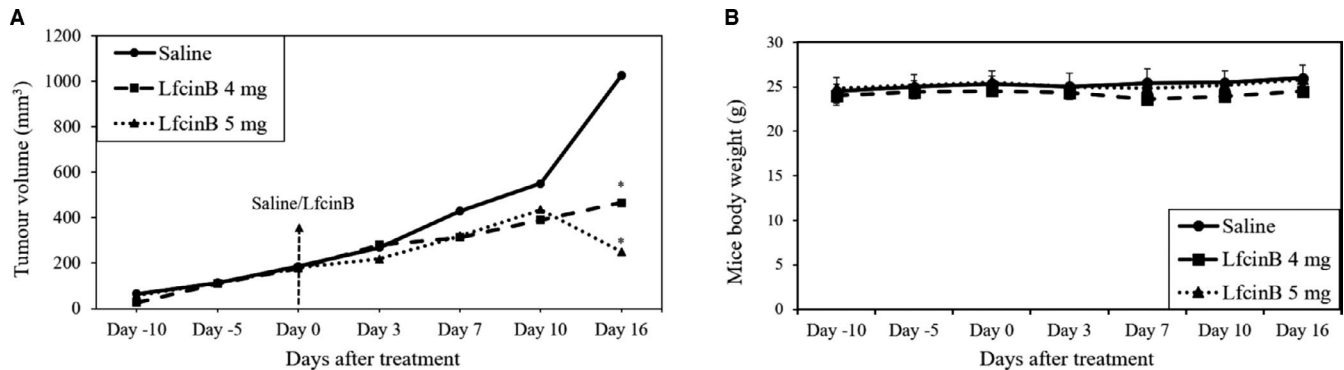 A
Tumour volume (mm³)
1200
1000
800
600
400
200
0
Saline
LfcinB 4 mg
LfcinB 5 mg
Saline/LfcinB
*
*
Day -10 Day -5 Day 0 Day 3 Day 7 Day 10 Day 16
Days after treatment
B
Mice body weight (g)
30
25
20
15
10
5
0
Saline
LfcinB 4 mg
LfcinB 5 mg
Day -10 Day -5 Day 0 Day 3 Day 7 Day 10 Day 16
Days after treatment